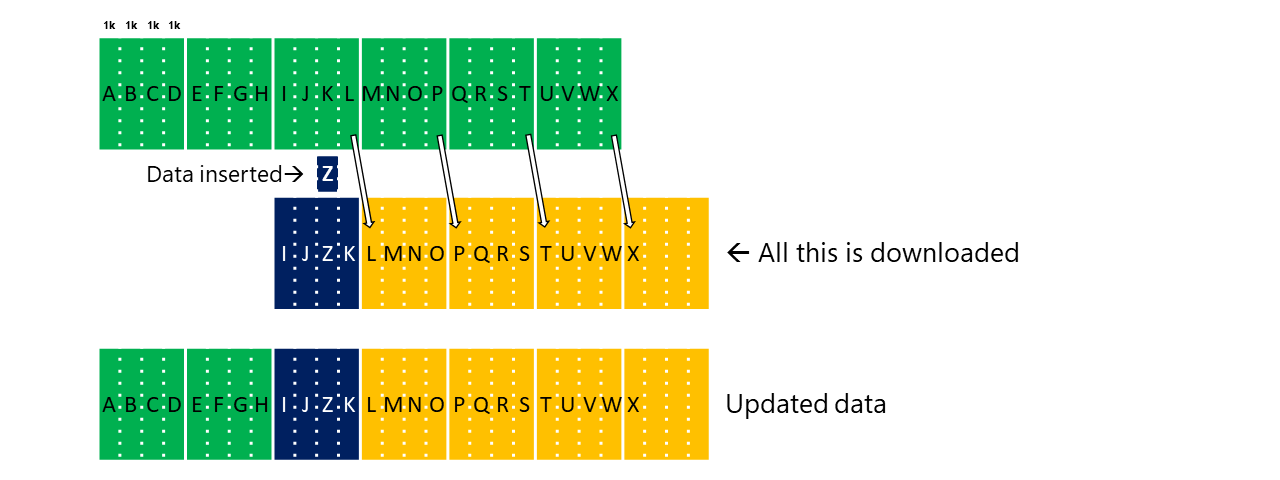 1k 1k 1k 1k
A B C D E F G H I J K L M N O P Q R S T U V W X
Data inserted→ Z
I J Z K L M N O P Q R S T U V W X ← All this is downloaded
A B C D E F G H I J Z K L M N O P Q R S T U V W X Updated data